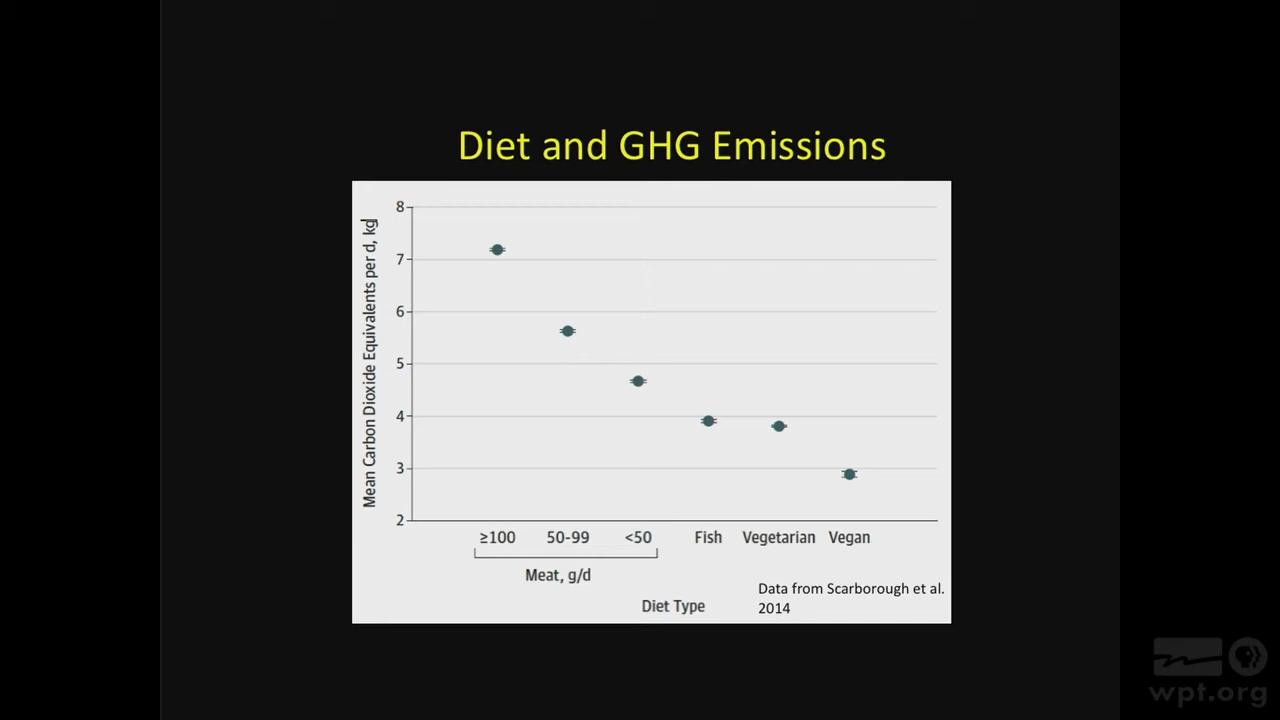 Diet and GHG Emissions
Mean Carbon Dioxide Equivalents per d, kg
8
7
6
5
4
3
2
≥100 50-99 <50 Fish Vegetarian Vegan
Meat, g/d
Diet Type
Data from Scarborough et al.
2014
wpt.org